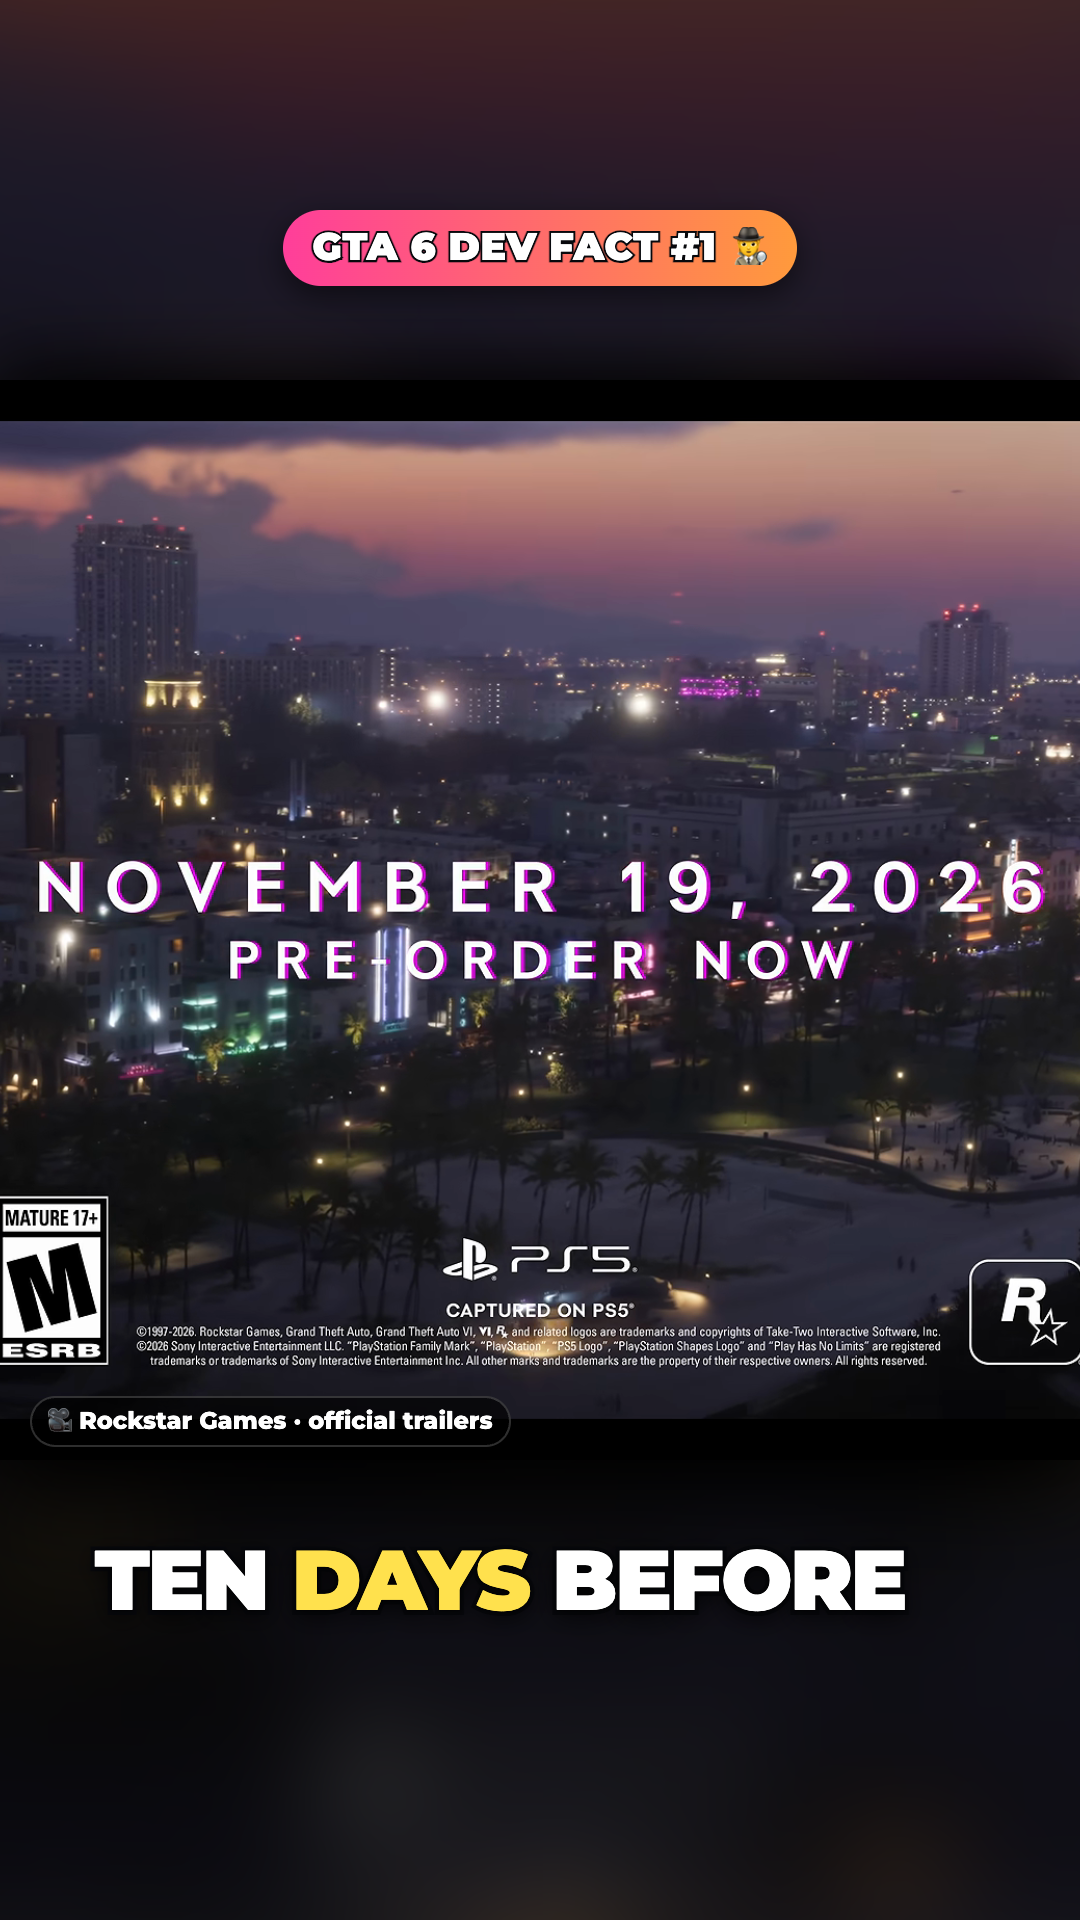 GTA 6 DEV FACT #1
NOVEMBER 19, 2026
PRE-ORDER NOW
MATURE 17+
M
ESRB
PS5
CAPTURED ON PS5®
©1997-2026. Rockstar Games, Grand Theft Auto, Grand Theft Auto VI, VI, R★ and related logos are trademarks and copyrights of Take-Two Interactive Software, Inc.
©2026 Sony Interactive Entertainment LLC. “PlayStation Family Mark”, “PlayStation”, “PS5 Logo”, “PlayStation Shapes Logo” and “Play Has No Limits” are registered
trademarks or trademarks of Sony Interactive Entertainment Inc. All other marks and trademarks are the property of their respective owners. All rights reserved.
R
Rockstar Games • official trailers
TEN DAYS BEFORE